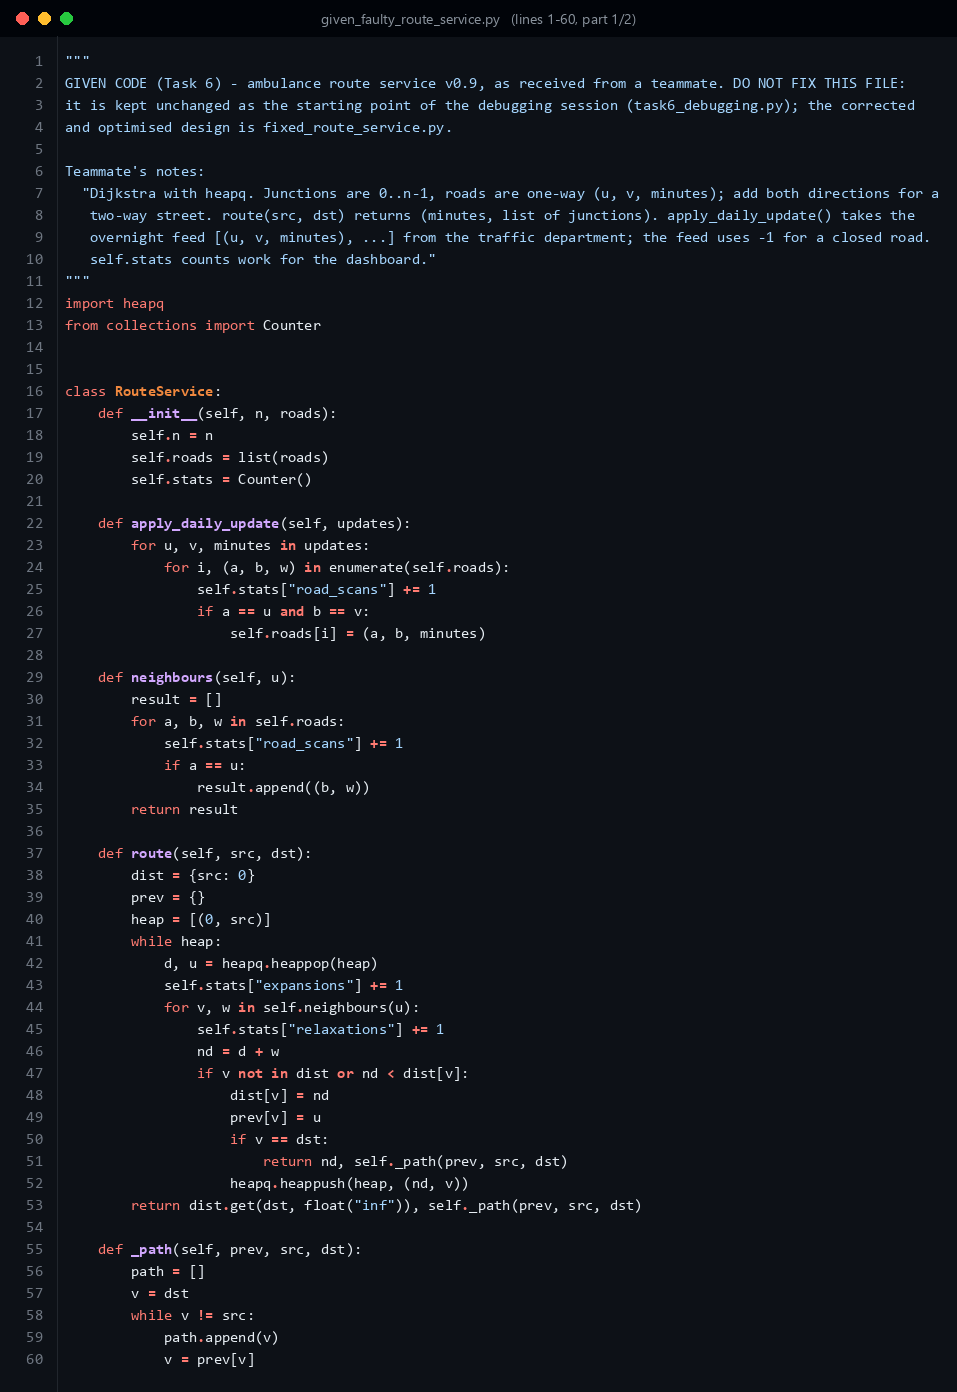 given_faulty_route_service.py (lines 1-60, part 1/2)
1 """
2 GIVEN CODE (Task 6) - ambulance route service v0.9, as received from a teammate. DO NOT FIX THIS FILE:
3 it is kept unchanged as the starting point of the debugging session (task6_debugging.py); the corrected
4 and optimised design is fixed_route_service.py.
5
6 Teammate's notes:
7   "Dijkstra with heapq. Junctions are 0..n-1, roads are one-way (u, v, minutes); add both directions for a
8    two-way street. route(src, dst) returns (minutes, list of junctions). apply_daily_update() takes the
9    overnight feed [(u, v, minutes), ...] from the traffic department; the feed uses -1 for a closed road.
10    self.stats counts work for the dashboard."
11 """
12 import heapq
13 from collections import Counter
14
15
16 class RouteService:
17     def __init__(self, n, roads):
18         self.n = n
19         self.roads = list(roads)
20         self.stats = Counter()
21
22     def apply_daily_update(self, updates):
23         for u, v, minutes in updates:
24             for i, (a, b, w) in enumerate(self.roads):
25                 self.stats["road_scans"] += 1
26                 if a == u and b == v:
27                     self.roads[i] = (a, b, minutes)
28
29     def neighbours(self, u):
30         result = []
31         for a, b, w in self.roads:
32             self.stats["road_scans"] += 1
33             if a == u:
34                 result.append((b, w))
35         return result
36
37     def route(self, src, dst):
38         dist = {src: 0}
39         prev = {}
40         heap = [(0, src)]
41         while heap:
42             d, u = heapq.heappop(heap)
43             self.stats["expansions"] += 1
44             for v, w in self.neighbours(u):
45                 self.stats["relaxations"] += 1
46                 nd = d + w
47                 if v not in dist or nd < dist[v]:
48                     dist[v] = nd
49                     prev[v] = u
50                     if v == dst:
51                         return nd, self._path(prev, src, dst)
52                     heapq.heappush(heap, (nd, v))
53         return dist.get(dst, float("inf")), self._path(prev, src, dst)
54
55     def _path(self, prev, src, dst):
56         path = []
57         v = dst
58         while v != src:
59             path.append(v)
60             v = prev[v]